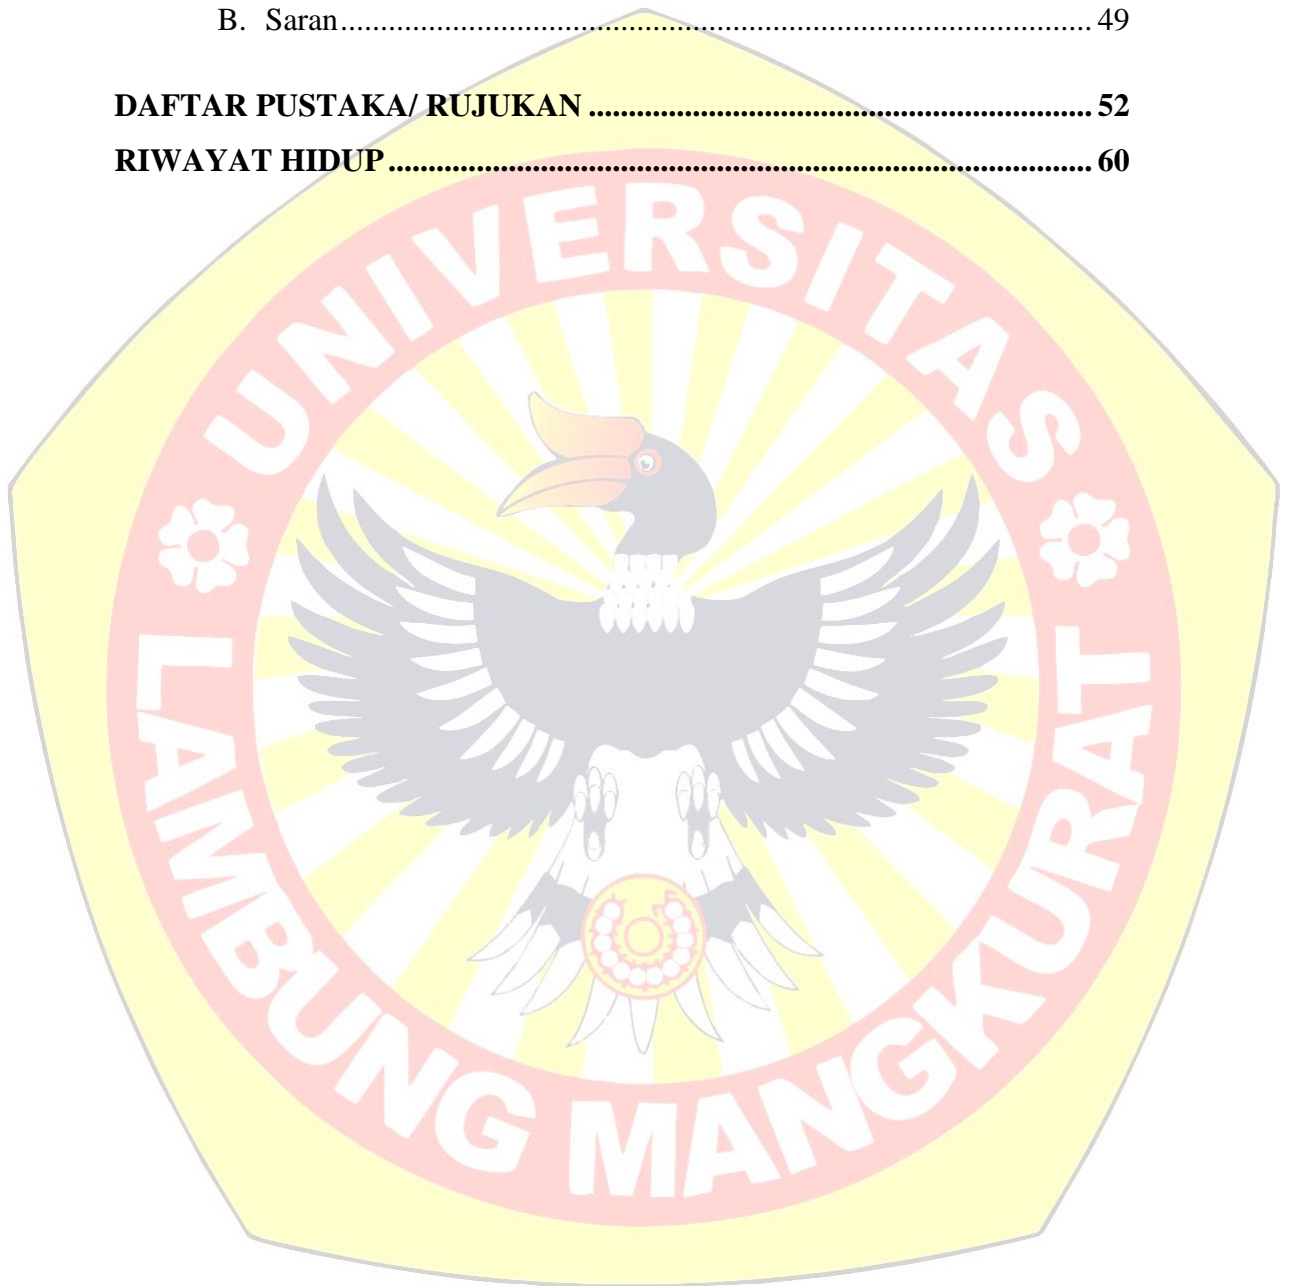 B. Saran........................................................................................... 49
DAFTAR PUSTAKA/ RUJUKAN ................................................................ 52
RIWAYAT HIDUP.......................................................................................... 60
UNIVERSITAS
LAMBUNG MANGKURAT